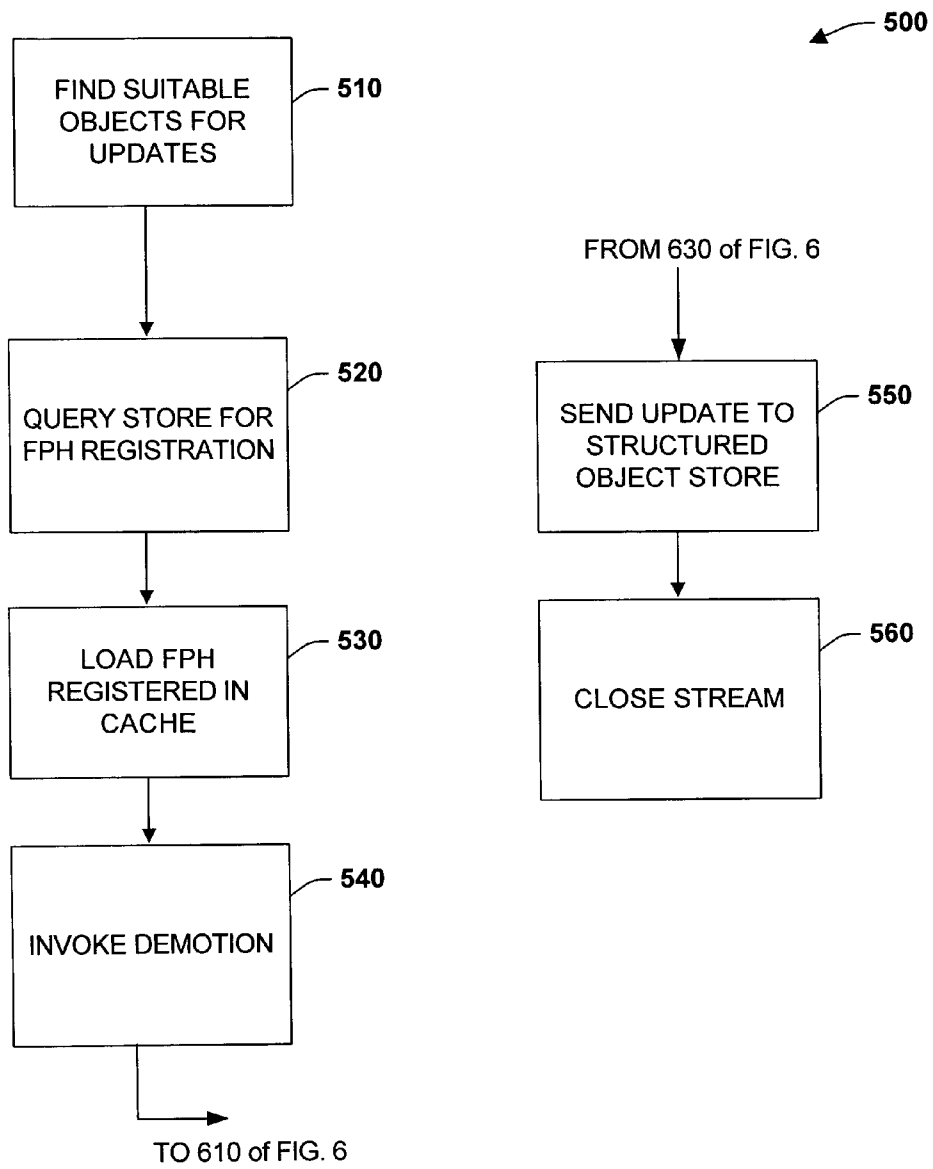 500
FIND SUITABLE
OBJECTS FOR
UPDATES
510
QUERY STORE FOR
FPH REGISTRATION
520
LOAD FPH
REGISTERED IN
CACHE
530
INVOKE DEMOTION
540
TO 610 of FIG. 6
FROM 630 of FIG. 6
SEND UPDATE TO
STRUCTURED
OBJECT STORE
550
CLOSE STREAM
560